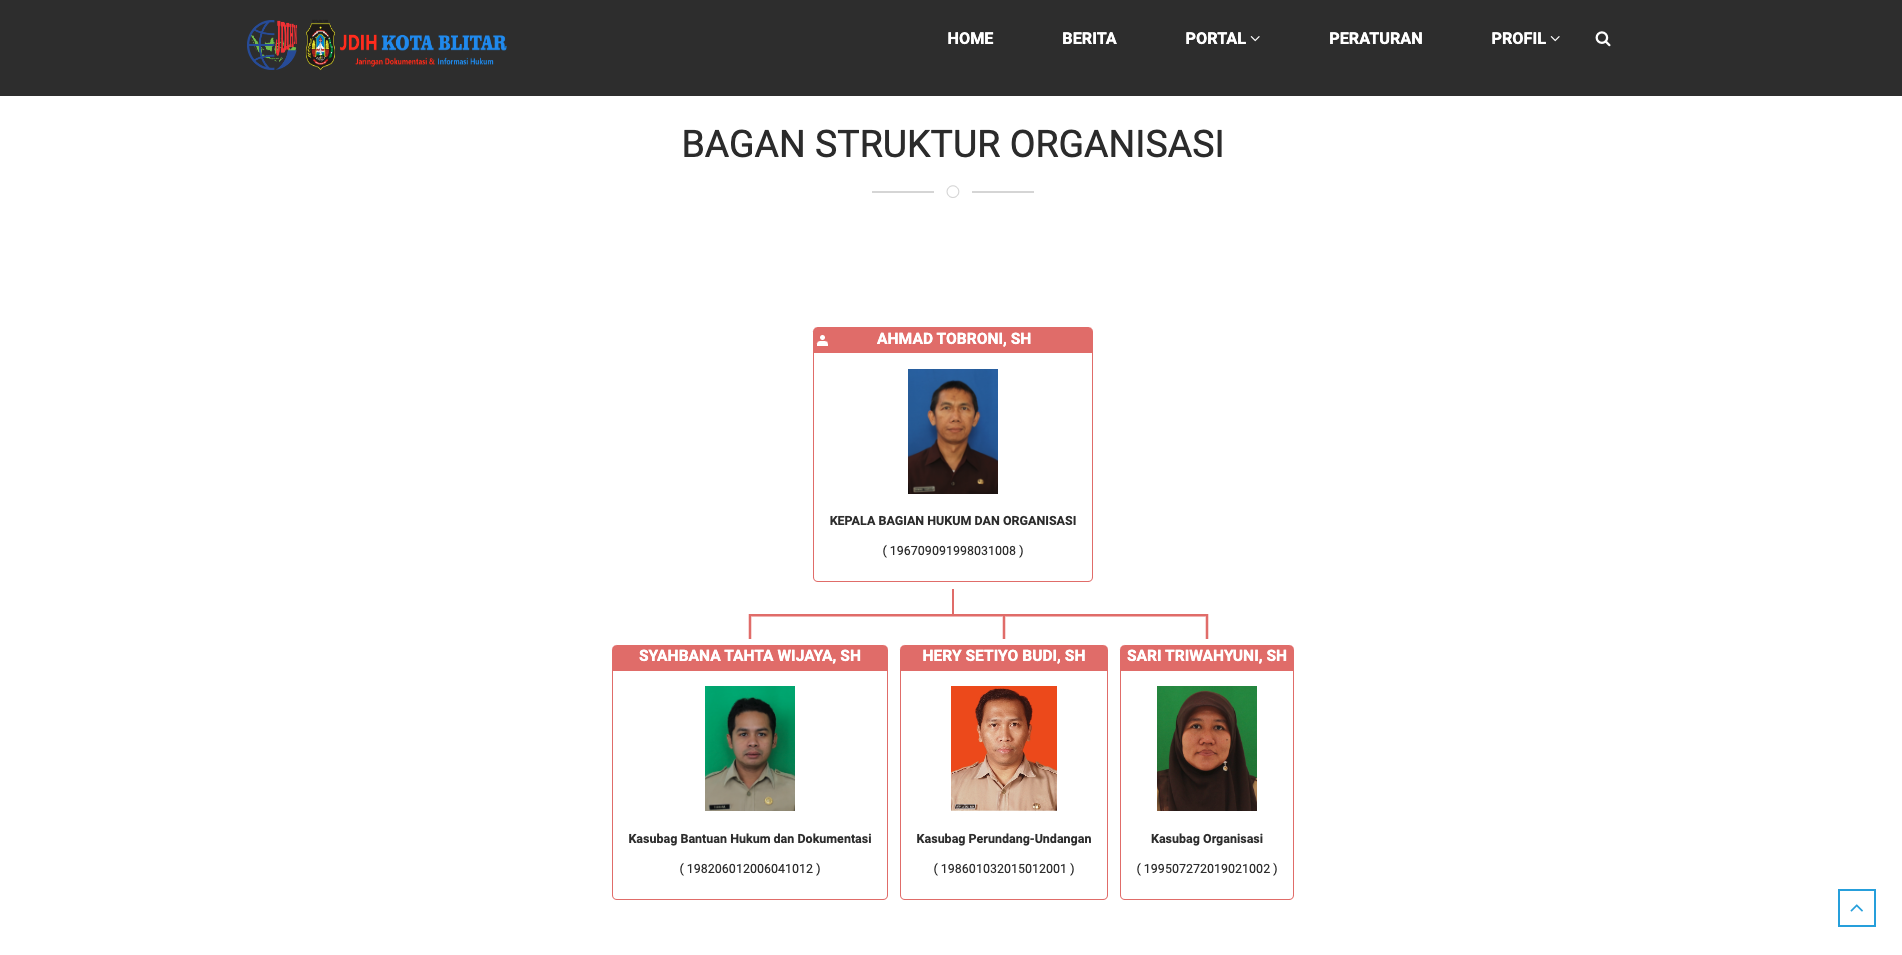 JDIH KOTA BLITAR
Jaringan Dokumentasi & Informasi Hukum
HOME
BERITA
PORTAL
PERATURAN
PROFIL
BAGAN STRUKTUR ORGANISASI
AHMAD TOBRONI, SH
KEPALA BAGIAN HUKUM DAN ORGANISASI
( 196709091998031008 )
SYAHBANA TAHTA WIJAYA, SH
Kasubag Bantuan Hukum dan Dokumentasi
( 198206012006041012 )
HERY SETIYO BUDI, SH
Kasubag Perundang-Undangan
( 198601032015012001 )
SARI TRIWAHYUNI, SH
Kasubag Organisasi
( 199507272019021002 )